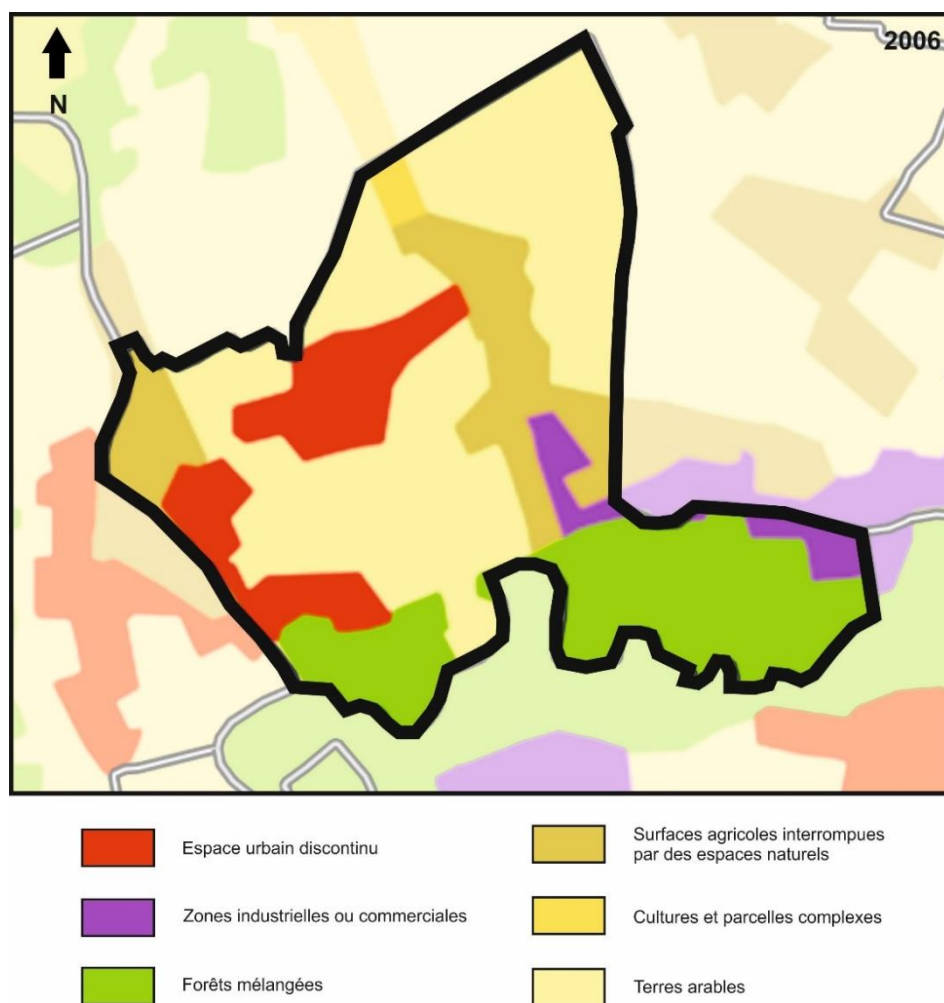 2006
N
Espace urbain discontinu
Zones industrielles ou commerciales
Forêts mélangées
Surfaces agricoles interrompues
par des espaces naturels
Cultures et parcelles complexes
Terres arables